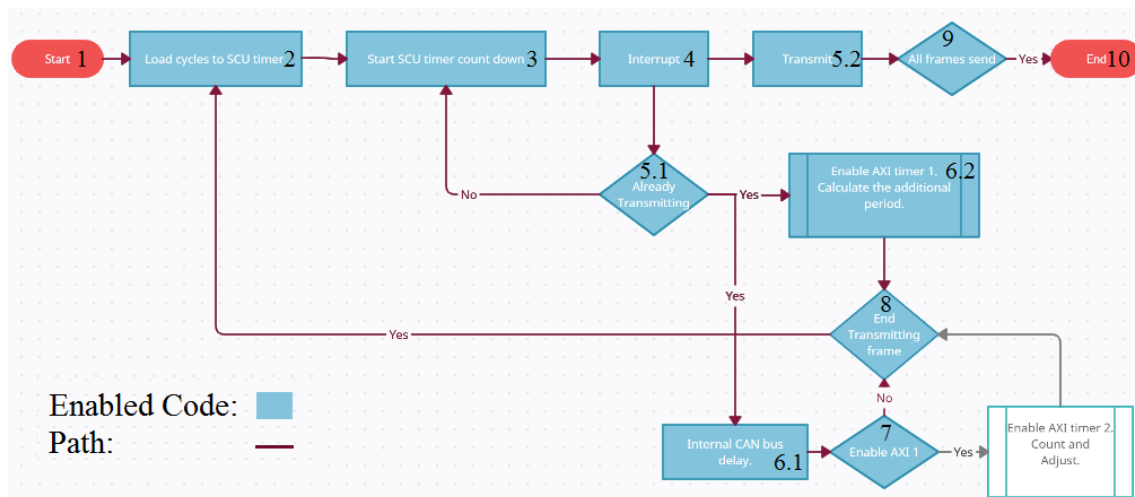 Start 1
Load cycles to SCU timer 2
Start SCU timer count down 3
Interrupt 4
Transmit 5.2
9
All frames send
Yes
End 10
5.1
Already
Transmitting
No
Yes
Enable AXI timer 1. 6.2
Calculate the additional
period.
Yes
8
End
Transmitting
frame
Yes
No
Enabled Code:
Path:
Internal CAN bus
delay. 6.1
7
Enable AXI 1
Yes
Enable AXI timer 2.
Count and
Adjust.